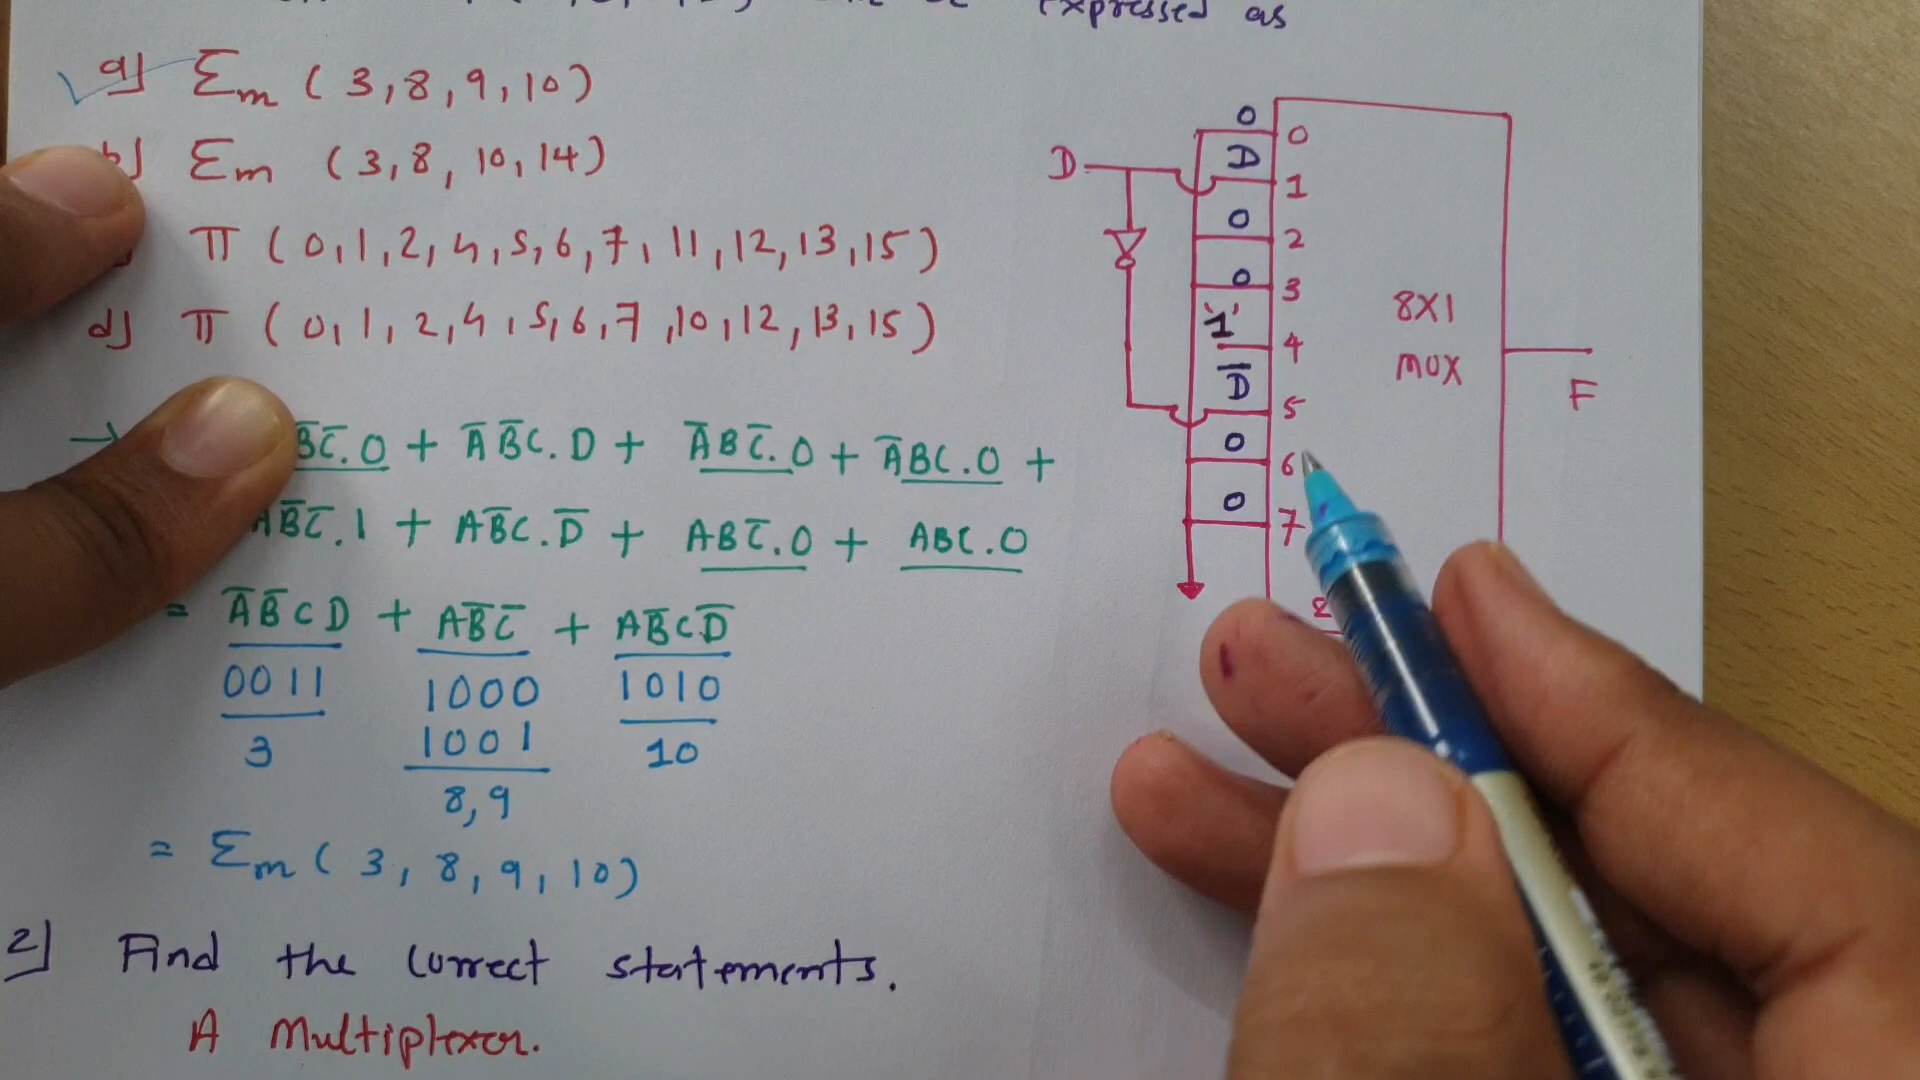 expressed as
a] Σm ( 3,8,9,10)
b] Σm (3,8,10,14)
π ( 0,1,2,4,5,6,7,11,12,13,15)
d] π ( 0,1,2,4,5,6,7,10,12,13,15)
→ B̅C̅.0 + A̅B̅C.D + A̅BC̅.0 + A̅BC.0 +
AB̅C̅.1 + AB̅C.D̅ + ABC̅.0 + ABC.0
= A̅B̅CD + AB̅C̅ + AB̅CD̅
0011 1000 1010
1001
3 8,9 10
= Σm ( 3, 8, 9, 10)
2] Find the correct statements.
A Multiplexer.
D
0 0
D 1
0 2
0 3
'1' 4
D̅ 5
0 6
0 7
8X1
MUX
F